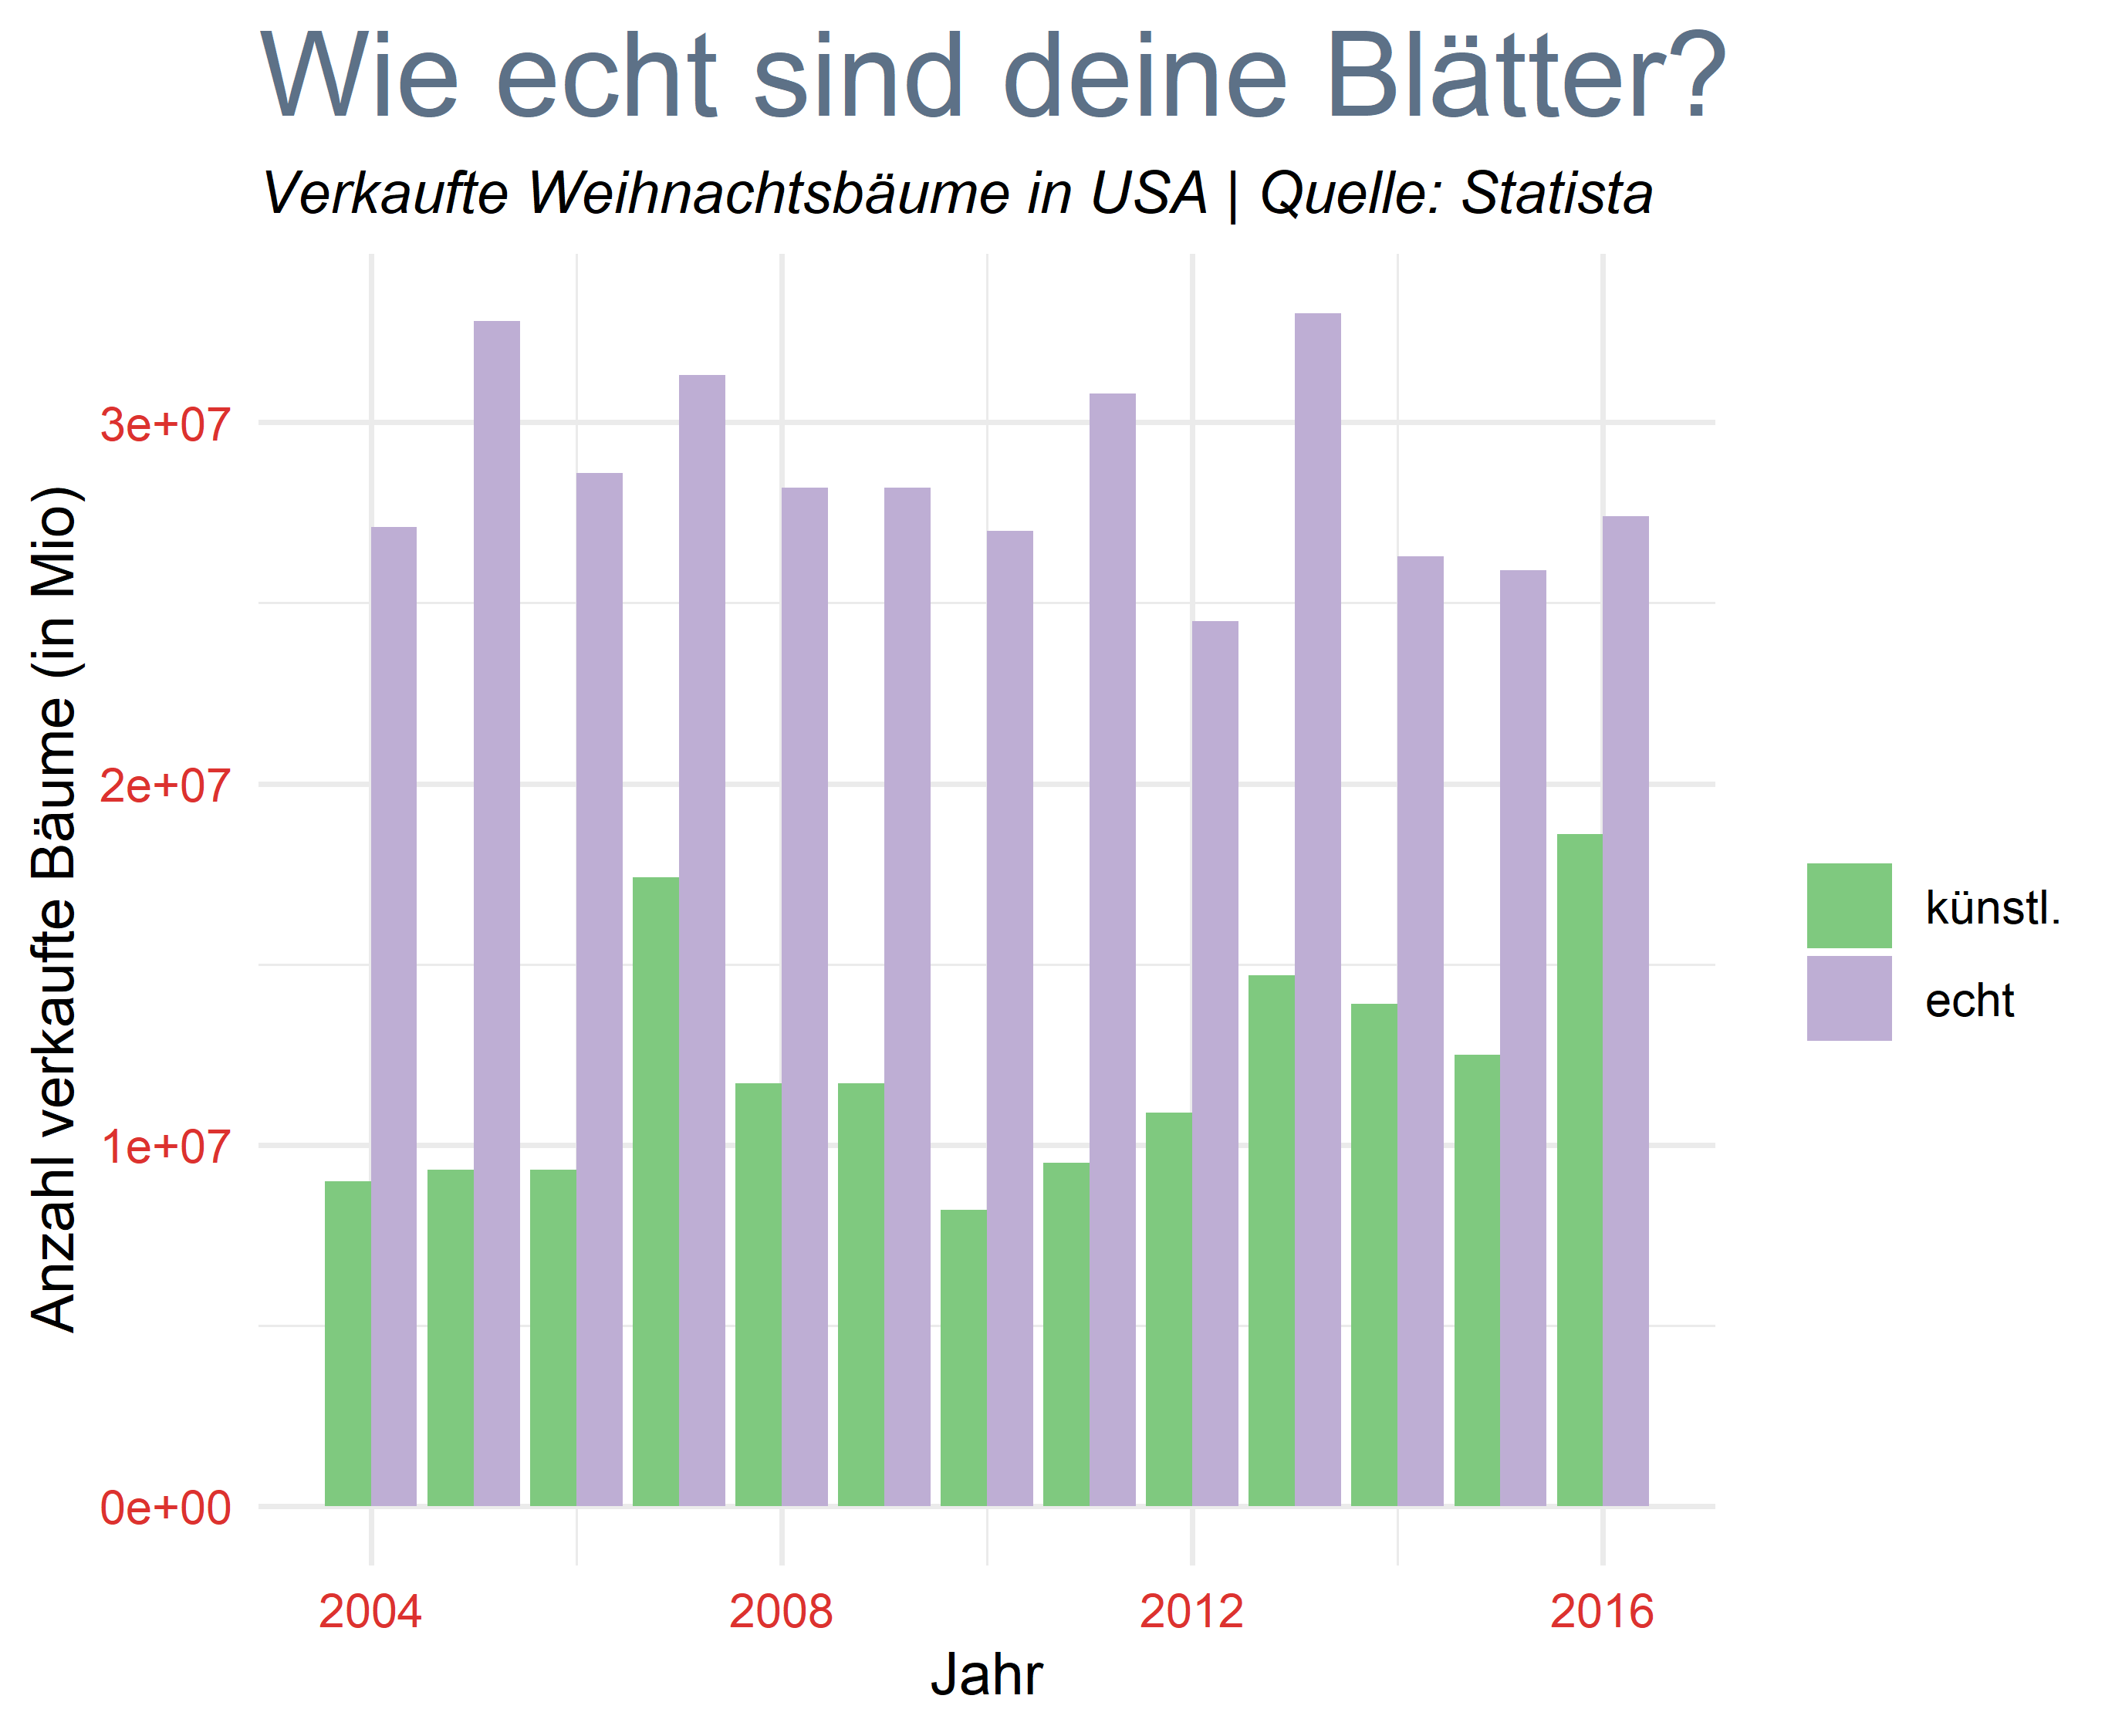 Wie echt sind deine Blätter?
Verkaufte Weihnachtsbäume in USA | Quelle: Statista
Anzahl verkaufte Bäume (in Mio)
3e+07
2e+07
1e+07
0e+00
künstl.
echt
2004 2008 2012 2016
Jahr